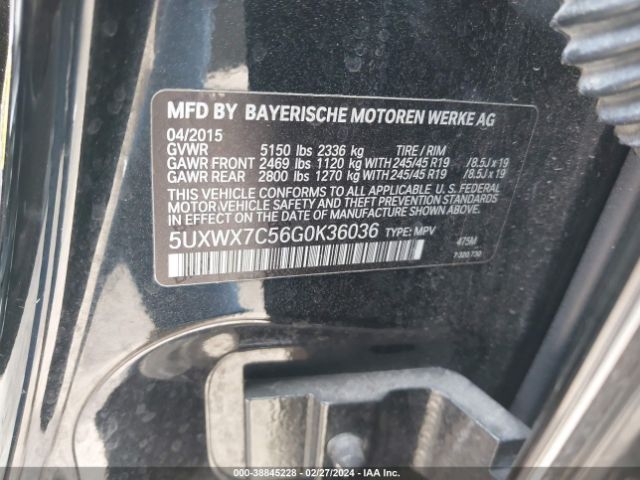 MFD BY BAYERISCHE MOTOREN WERKE AG
04/2015
GVWR 5150 lbs 2336 kg TIRE / RIM
GAWR FRONT 2469 lbs 1120 kg WITH 245/45 R19 /8.5J x 19
GAWR REAR 2800 lbs 1270 kg WITH 245/45 R19 /8.5J x 19
THIS VEHICLE CONFORMS TO ALL APPLICABLE U.S. FEDERAL
MOTOR VEHICLE SAFETY AND THEFT PREVENTION
STANDARDS IN EFFECT ON THE DATE OF MANUFACTURE
SHOWN ABOVE.
5UXWX7C56G0K36036 TYPE: MPV 475M
7 320 730
000-38845228 - 02/27/2024 - IAA Inc.